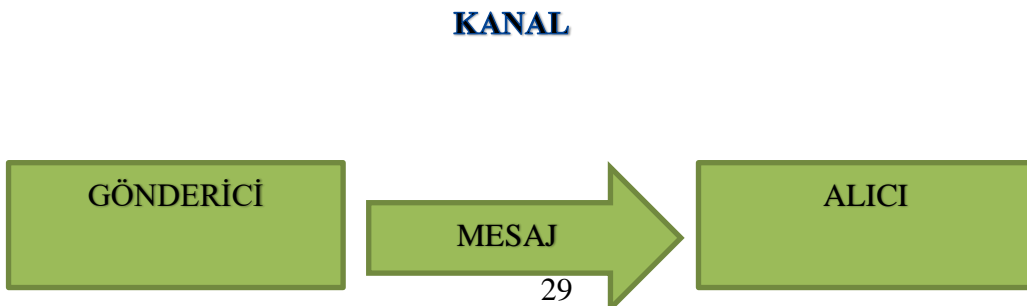 KANAL
GÖNDERİCİ
MESAJ
ALICI
29